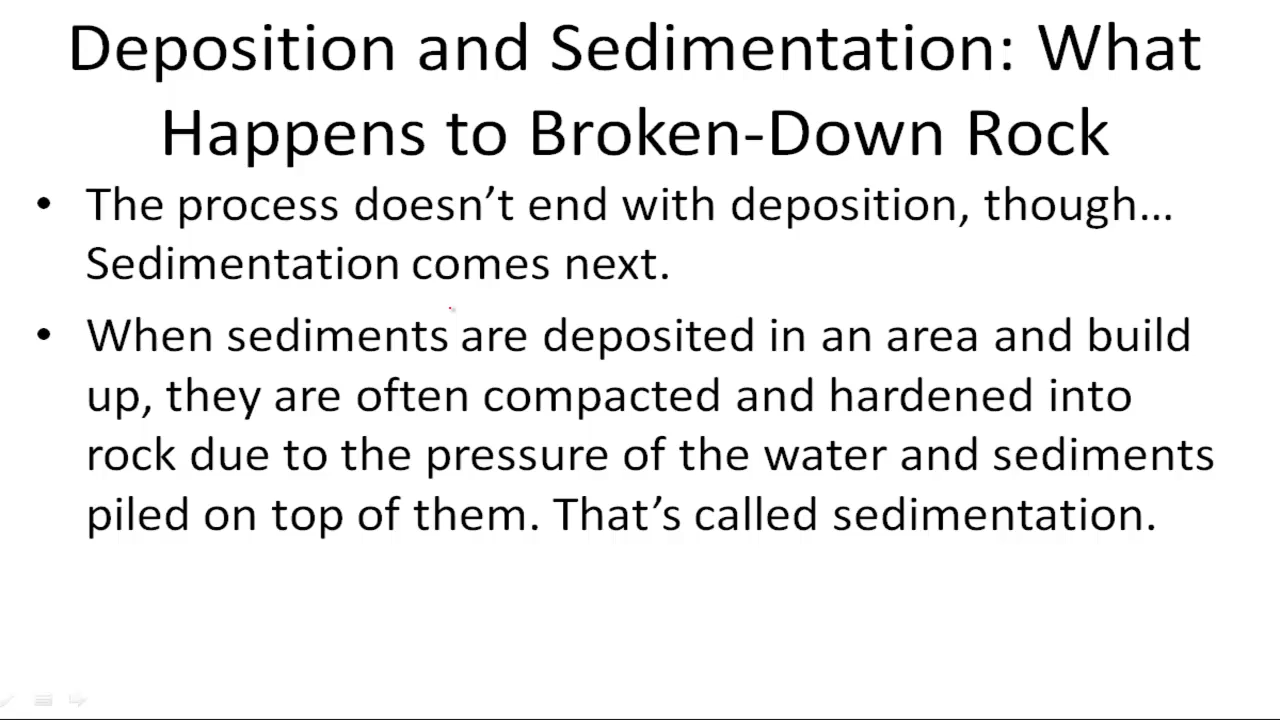 Deposition and Sedimentation: What
Happens to Broken-Down Rock
• The process doesn’t end with deposition, though…
Sedimentation comes next.
• When sediments are deposited in an area and build
up, they are often compacted and hardened into
rock due to the pressure of the water and sediments
piled on top of them. That’s called sedimentation.